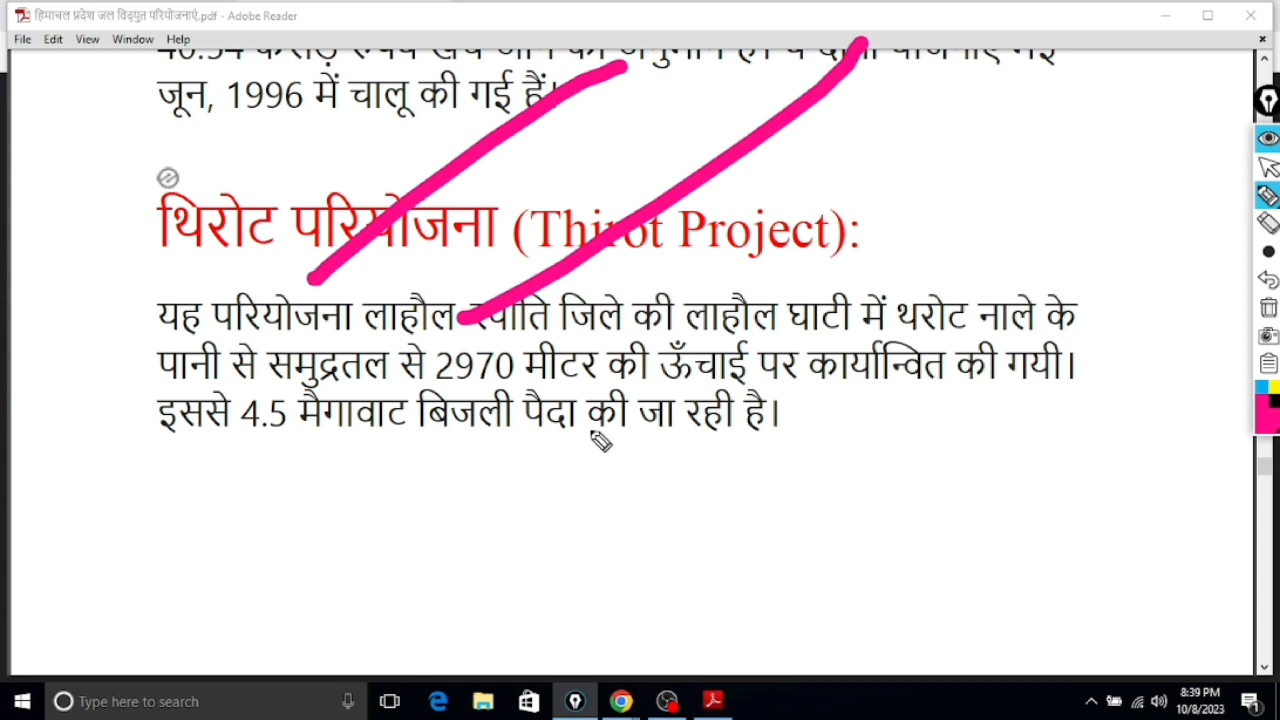 हिमाचल प्रदेश जल विद्युत परियोजनाएं.pdf - Adobe Reader
File Edit View Window Help
जून, 1996 में चालू की गई हैं।
थिरोट परियोजना (Thirot Project):
यह परियोजना लाहौल स्पीति जिले की लाहौल घाटी में थरोट नाले के
पानी से समुद्रतल से 2970 मीटर की ऊँचाई पर कार्यान्वित की गयी।
इससे 4.5 मैगावाट बिजली पैदा की जा रही है।
Type here to search
8:39 PM
10/8/2023